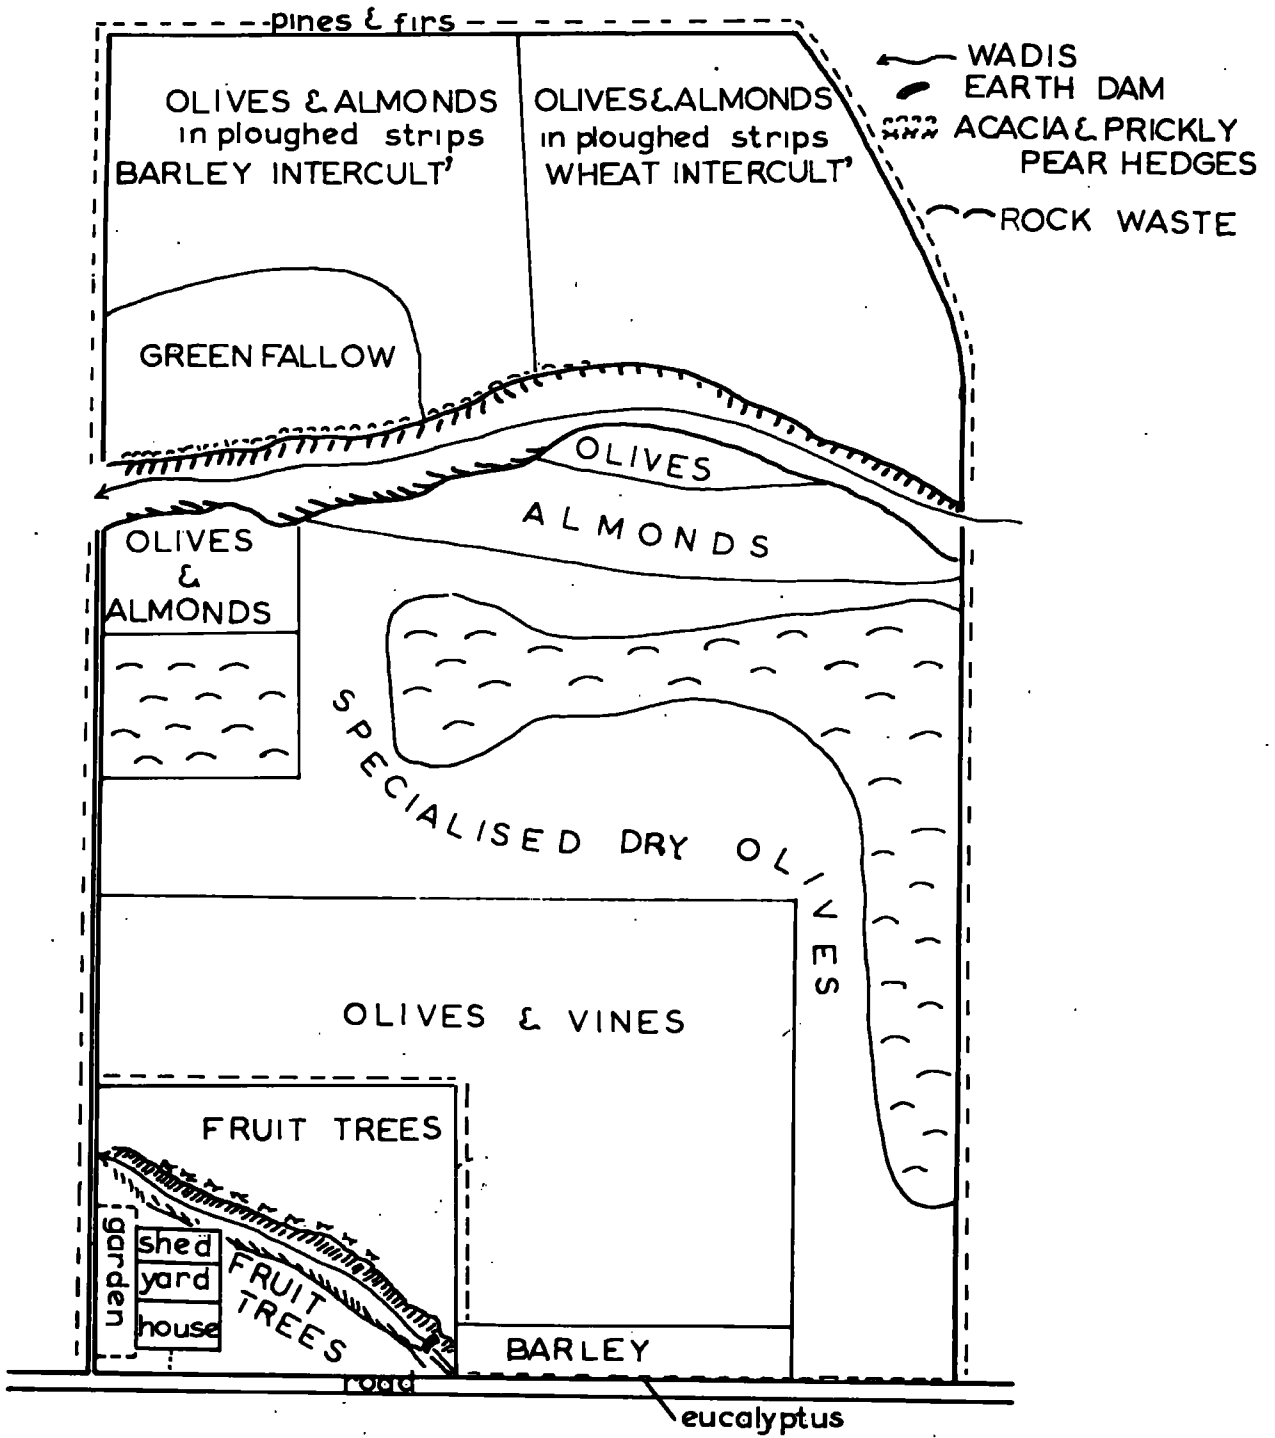 pines & firs
WADIS
EARTH DAM
ACACIA & PRICKLY
PEAR HEDGES
ROCK WASTE
OLIVES & ALMONDS
in ploughed strips
BARLEY INTERCULT'
OLIVES & ALMONDS
in ploughed strips
WHEAT INTERCULT'
GREEN FALLOW
OLIVES
ALMONDS
OLIVES
&
ALMONDS
SPECIALISED DRY OLIVES
OLIVES & VINES
FRUIT TREES
garden
shed
yard
house
FRUIT
TREES
BARLEY
road
eucalyptus